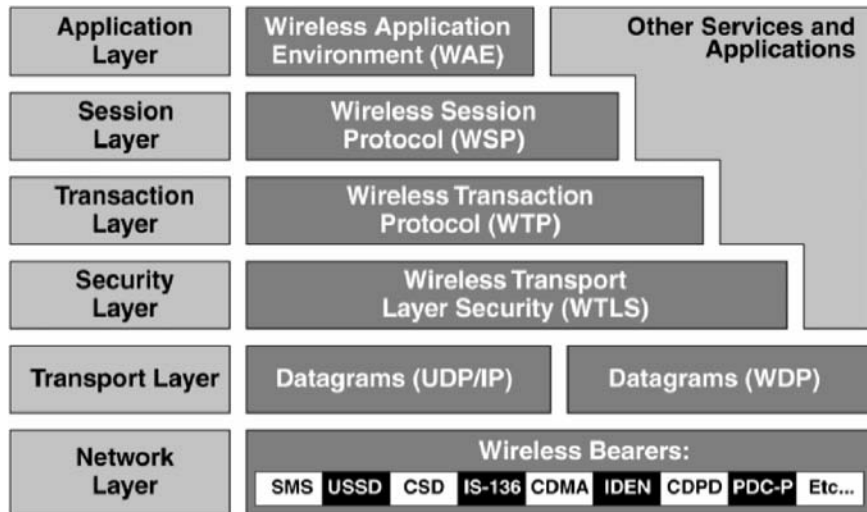 Application
Layer
Wireless Application
Environment (WAE)
Other Services and
Applications
Session
Layer
Wireless Session
Protocol (WSP)
Transaction
Layer
Wireless Transaction
Protocol (WTP)
Security
Layer
Wireless Transport
Layer Security (WTLS)
Transport Layer
Datagrams (UDP/IP)
Datagrams (WDP)
Network
Layer
Wireless Bearers:
SMS USSD CSD IS-136 CDMA IDEN CDPD PDC-P Etc...